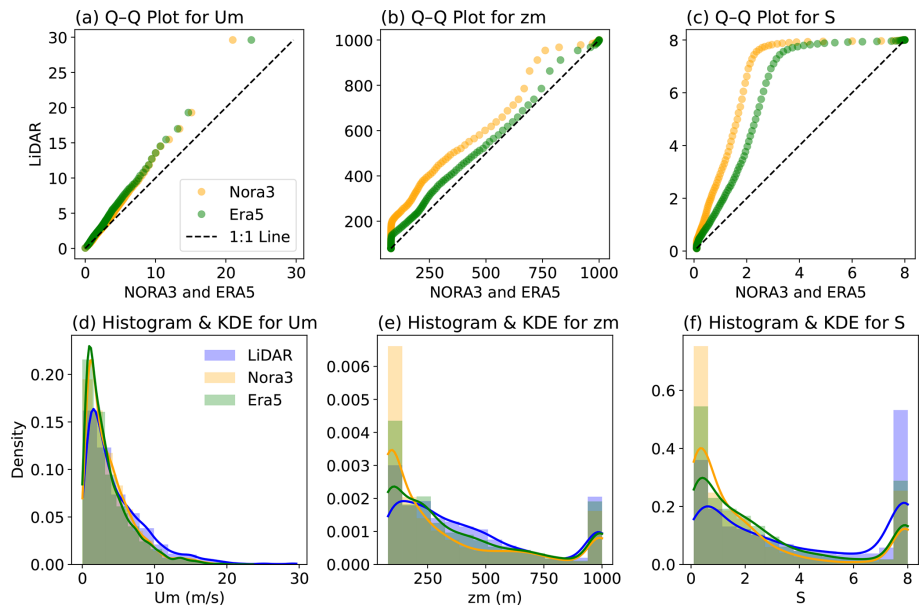 (a) Q–Q Plot for Um
(b) Q–Q Plot for zm
(c) Q–Q Plot for S
LiDAR
30
25
20
15
10
5
0
Nora3
Era5
1:1 Line
0
10
20
30
NORA3 and ERA5
1000
800
600
400
200
250
500
750
1000
NORA3 and ERA5
8
6
4
2
0
0
2
4
6
8
NORA3 and ERA5
(d) Histogram & KDE for Um
(e) Histogram & KDE for zm
(f) Histogram & KDE for S
Density
0.20
0.15
0.10
0.05
0.00
LiDAR
Nora3
Era5
0
10
20
30
Um (m/s)
0.006
0.005
0.004
0.003
0.002
0.001
0.000
250
500
750
1000
zm (m)
0.6
0.4
0.2
0.0
0
2
4
6
8
S